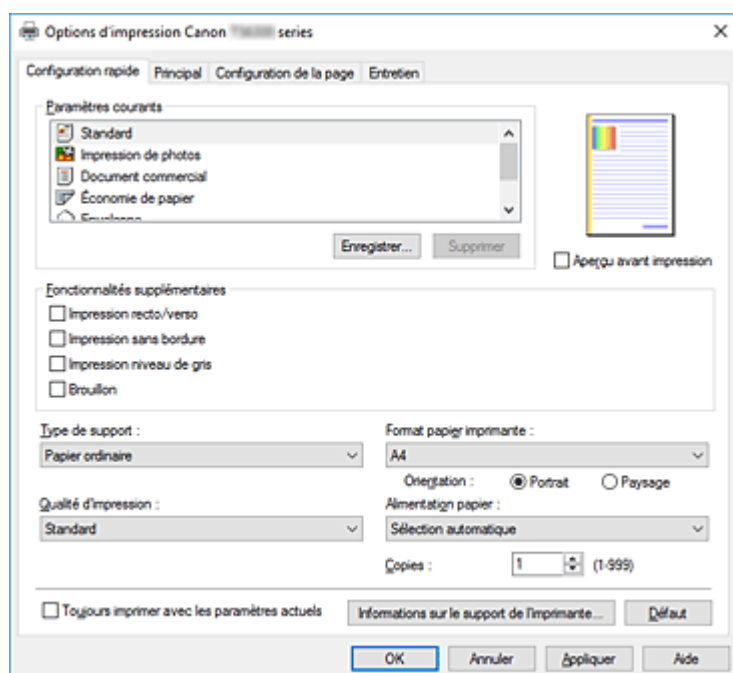 Options d'impression Canon series
Configuration rapide Principal Configuration de la page Entretien
Paramètres courants
Standard
Impression de photos
Document commercial
Économie de papier
Enregistrer... Supprimer
Aperçu avant impression
Fonctionnalités supplémentaires
Impression recto/verso
Impression sans bordure
Impression niveau de gris
Brouillon
Type de support : Format papier imprimante :
Papier ordinaire A4
Orientation : Portrait Paysage
Qualité d'impression : Alimentation papier :
Standard Sélection automatique
Copies : 1 (1-999)
Toujours imprimer avec les paramètres actuels Informations sur le support de l'imprimante... Défaut
OK Annuler Appliquer Aide